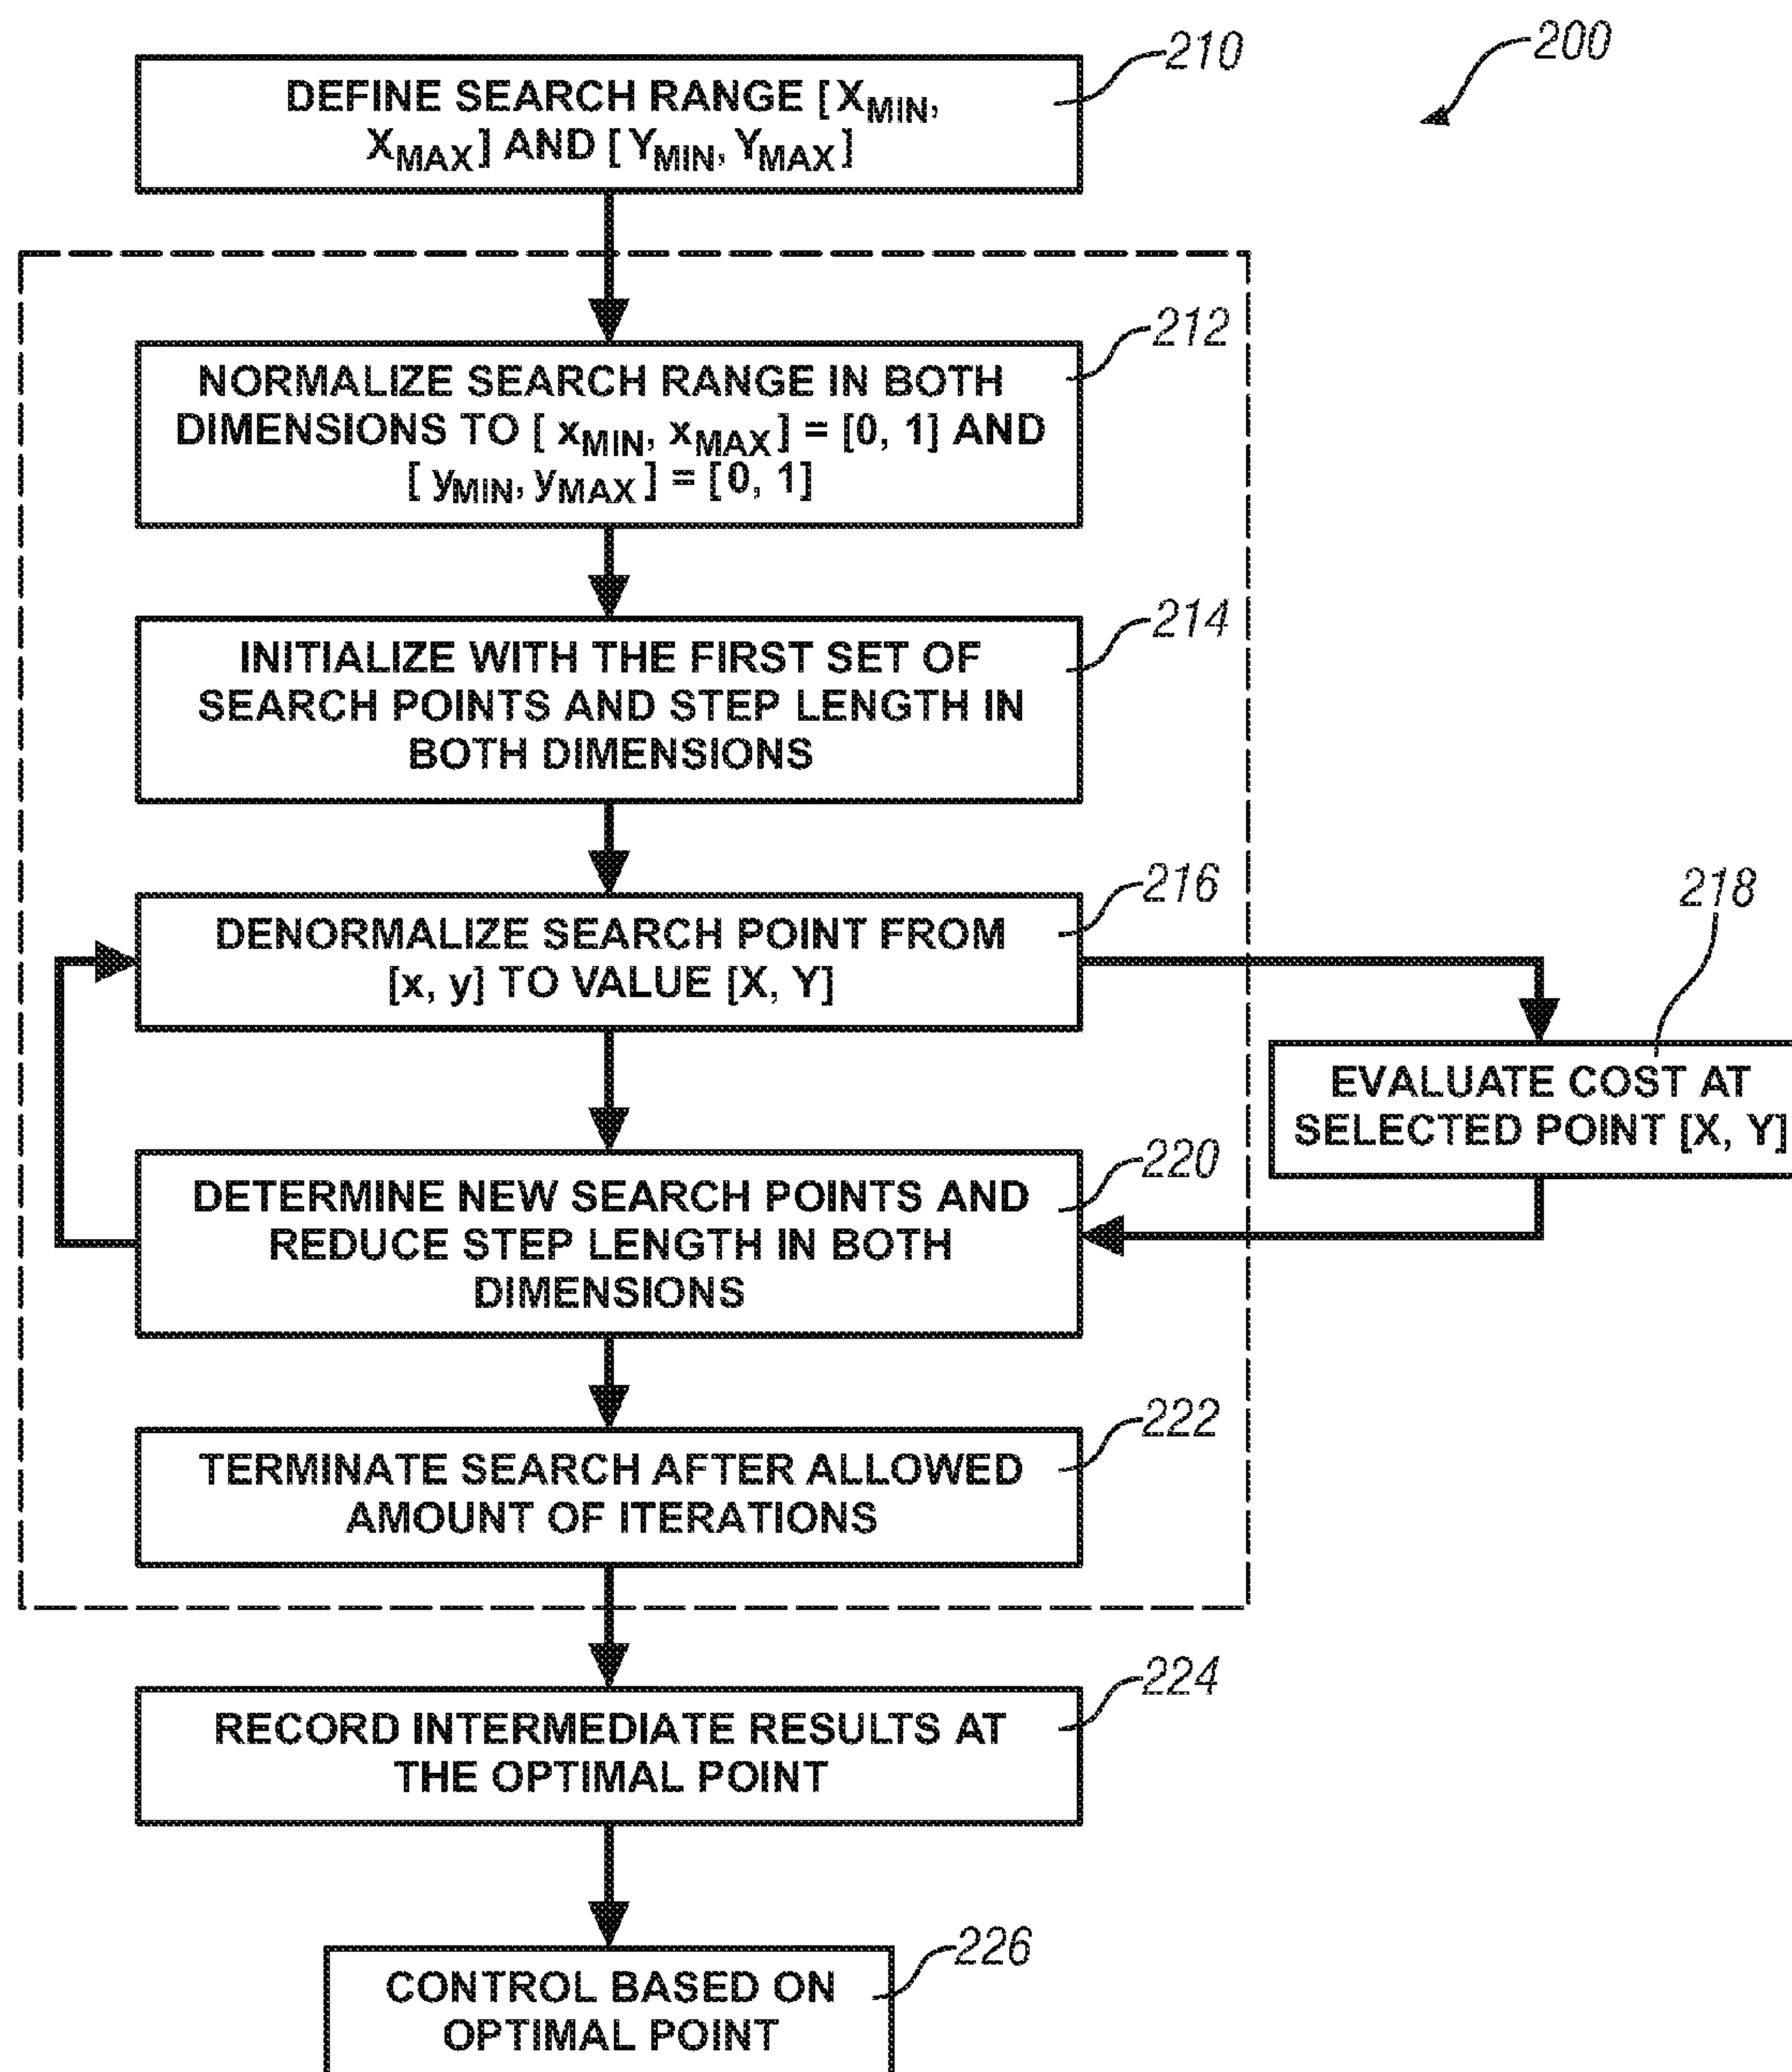 200
210
DEFINE SEARCH RANGE [XMIN,
XMAX] AND [YMIN, YMAX]
212
NORMALIZE SEARCH RANGE IN BOTH
DIMENSIONS TO [xMIN, xMAX] = [0, 1] AND
[yMIN, yMAX] = [0, 1]
214
INITIALIZE WITH THE FIRST SET OF
SEARCH POINTS AND STEP LENGTH IN
BOTH DIMENSIONS
216
DENORMALIZE SEARCH POINT FROM
[x, y] TO VALUE [X, Y]
218
EVALUATE COST AT
SELECTED POINT [X, Y]
220
DETERMINE NEW SEARCH POINTS AND
REDUCE STEP LENGTH IN BOTH
DIMENSIONS
222
TERMINATE SEARCH AFTER ALLOWED
AMOUNT OF ITERATIONS
224
RECORD INTERMEDIATE RESULTS AT
THE OPTIMAL POINT
226
CONTROL BASED ON
OPTIMAL POINT